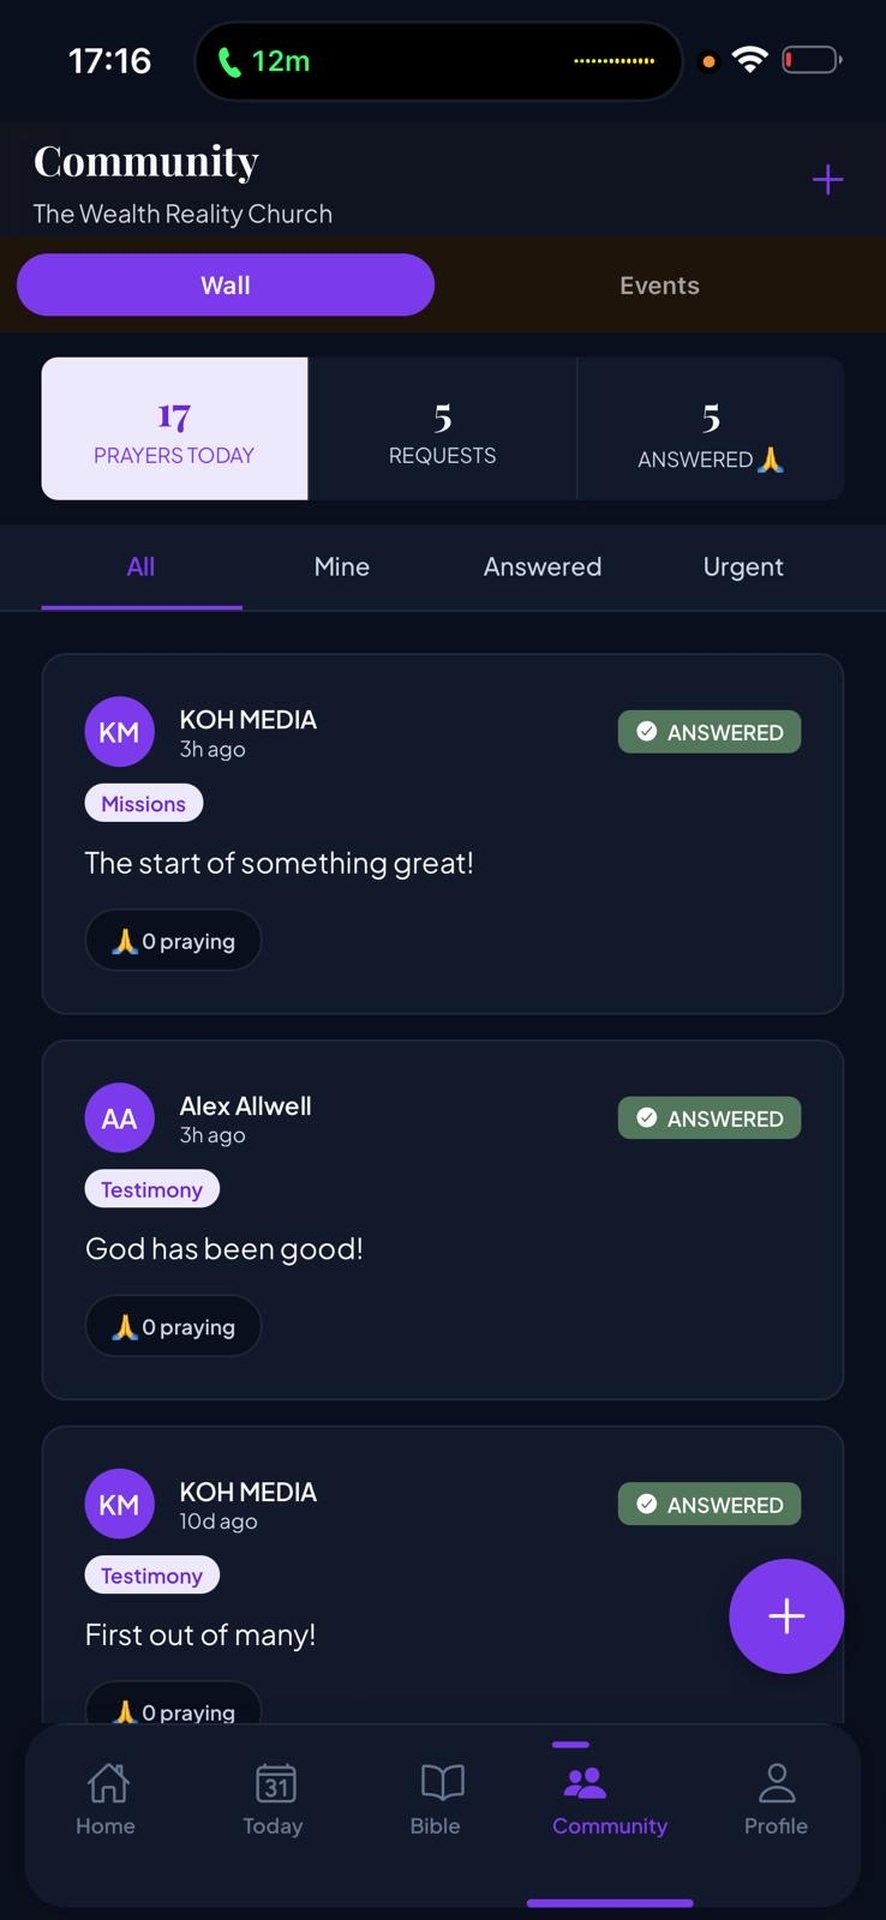 17:16
12m
Community
The Wealth Reality Church
Wall
Events
17
PRAYERS TODAY
5
REQUESTS
5
ANSWERED 🙏
All
Mine
Answered
Urgent
KM
KOH MEDIA
3h ago
ANSWERED
Missions
The start of something great!
🙏 0 praying
AA
Alex Allwell
3h ago
ANSWERED
Testimony
God has been good!
🙏 0 praying
KM
KOH MEDIA
10d ago
ANSWERED
Testimony
First out of many!
🙏 0 praying
31
Home
Today
Bible
Community
Profile